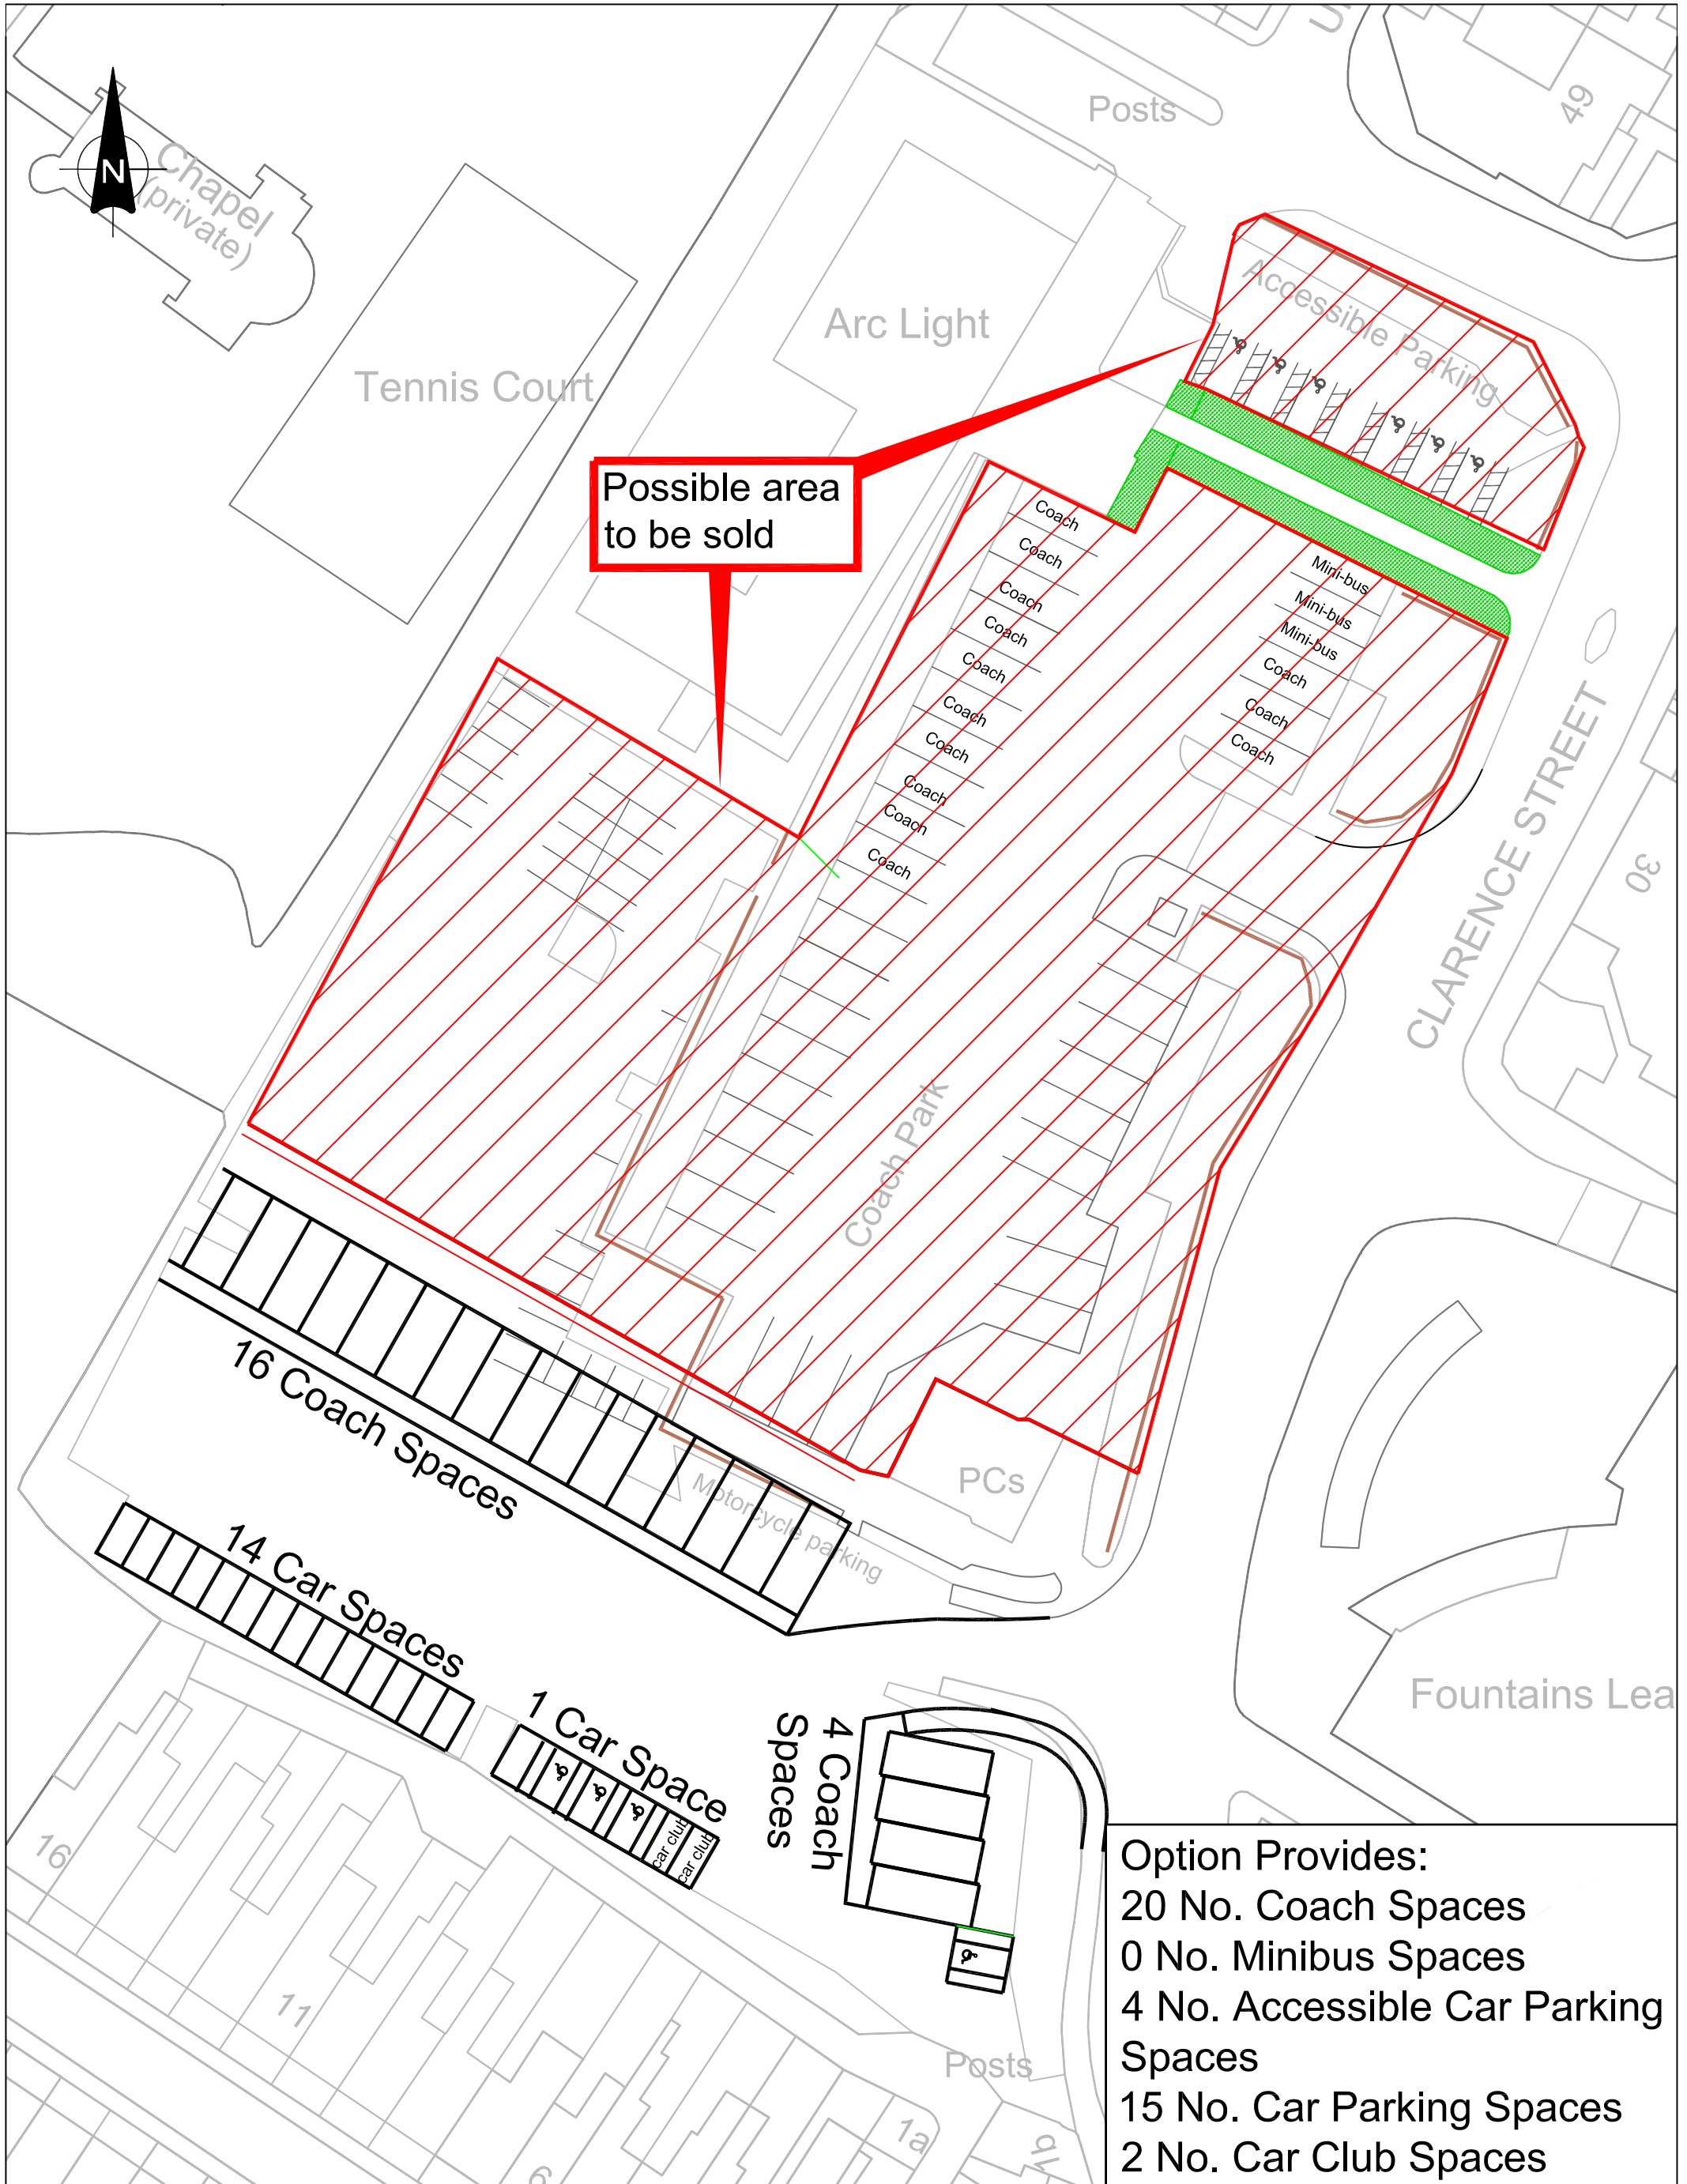 Posts
49
N
Chapel
(private)
Accessible Parking
Arc Light
Tennis Court
Possible area
to be sold
Coach
Coach
Coach
Coach
Coach
Coach
Coach
Coach
Coach
Coach
Mini-bus
Mini-bus
Mini-bus
Coach
Coach
Coach
CLARENCE STREET
30
Coach Park
16 Coach Spaces
PCs
Motorcycle parking
14 Car Spaces
1 Car Space
car club
car club
4 Coach
Spaces
Fountains Lea
16
11
6
1a
Posts
Option Provides:
20 No. Coach Spaces
0 No. Minibus Spaces
4 No. Accessible Car Parking
Spaces
15 No. Car Parking Spaces
2 No. Car Club Spaces